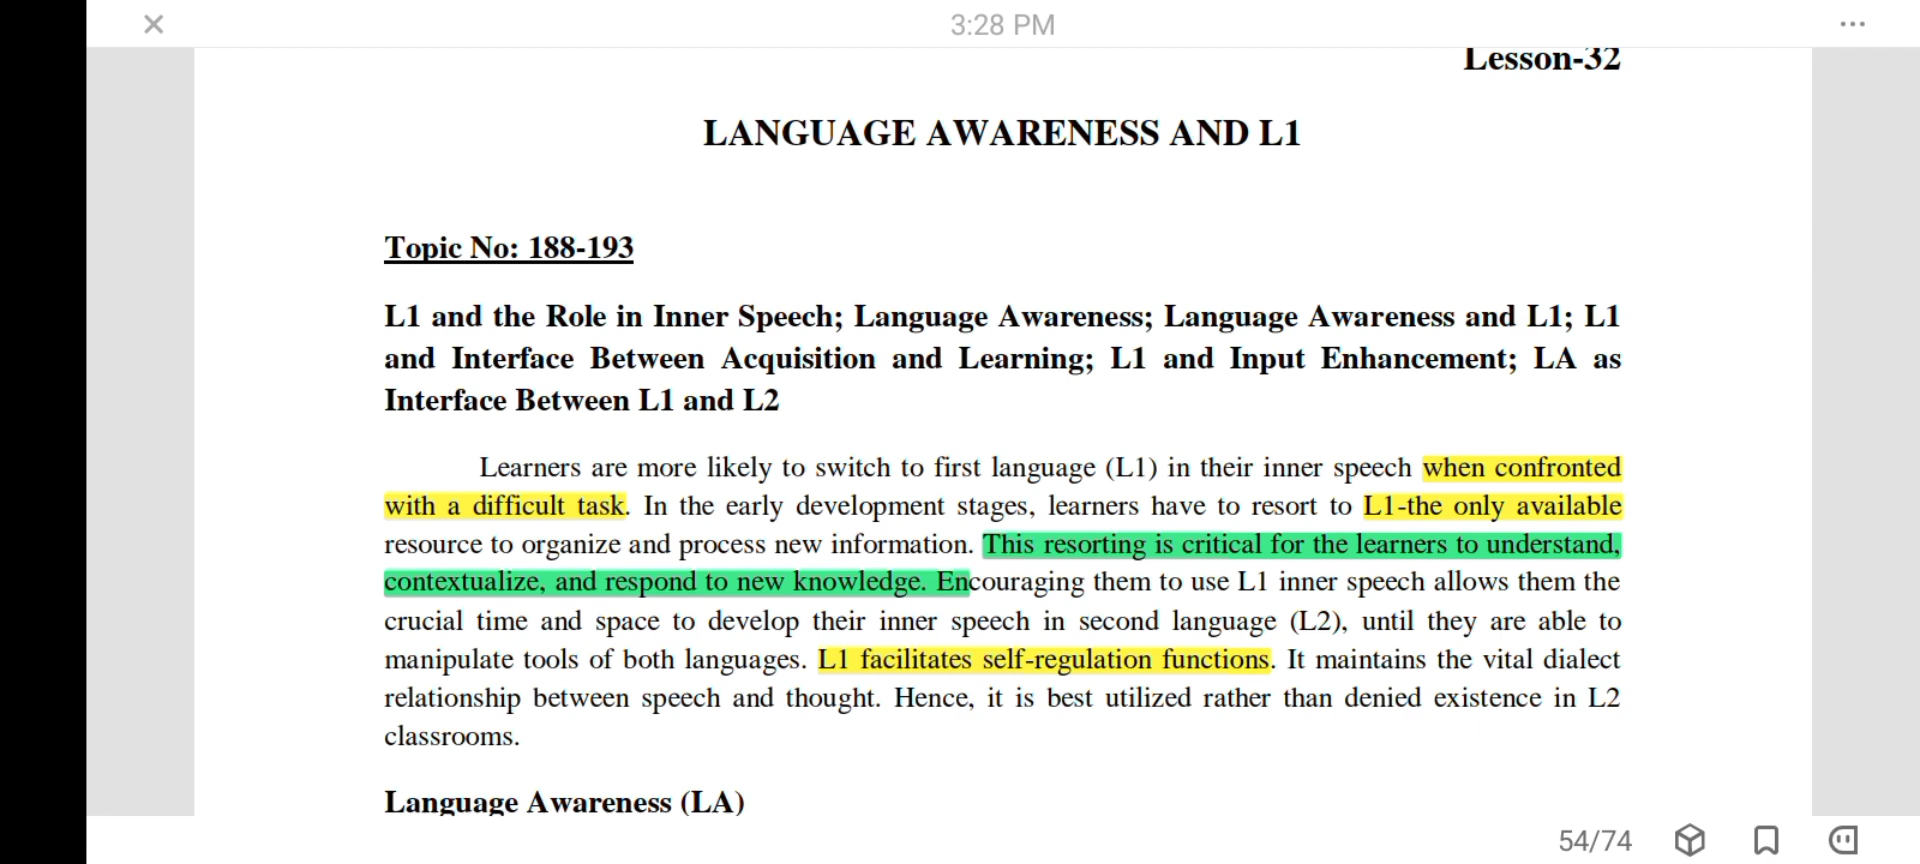 3:28 PM
Lesson-32
LANGUAGE AWARENESS AND L1
Topic No: 188-193
L1 and the Role in Inner Speech; Language Awareness; Language Awareness and L1; L1
and Interface Between Acquisition and Learning; L1 and Input Enhancement; LA as
Interface Between L1 and L2
Learners are more likely to switch to first language (L1) in their inner speech when confronted
with a difficult task. In the early development stages, learners have to resort to L1-the only available
resource to organize and process new information. This resorting is critical for the learners to understand,
contextualize, and respond to new knowledge. Encouraging them to use L1 inner speech allows them the
crucial time and space to develop their inner speech in second language (L2), until they are able to
manipulate tools of both languages. L1 facilitates self-regulation functions. It maintains the vital dialect
relationship between speech and thought. Hence, it is best utilized rather than denied existence in L2
classrooms.
Language Awareness (LA)
54/74